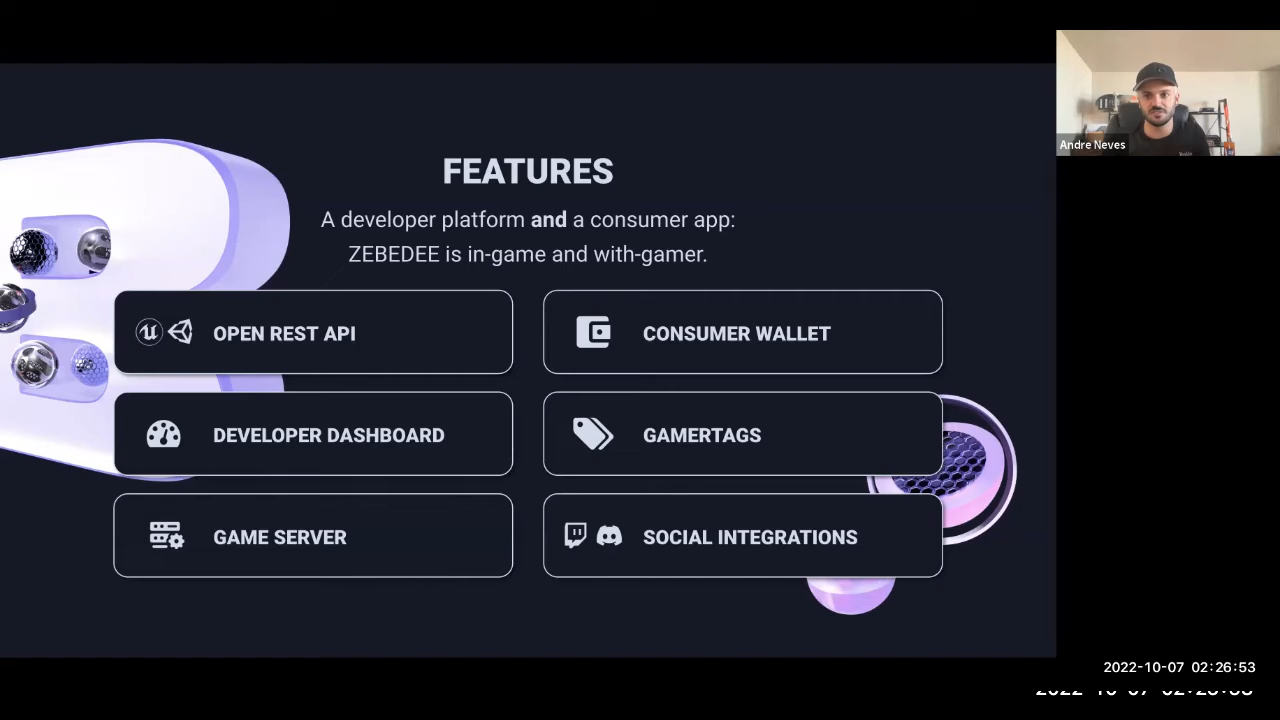 FEATURES
A developer platform and a consumer app:
ZEBEDEE is in-game and with-gamer.
OPEN REST API
CONSUMER WALLET
DEVELOPER DASHBOARD
GAMERTAGS
GAME SERVER
SOCIAL INTEGRATIONS
Andre Neves
2022-10-07 02:26:53